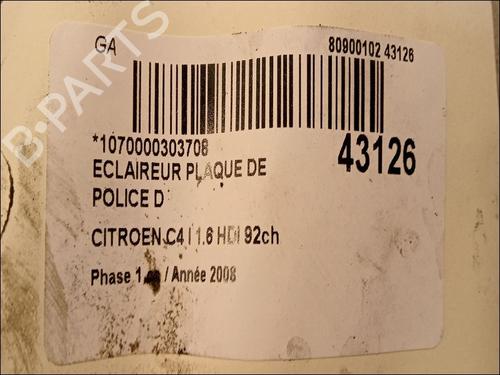 GA
80900102 43126
*1070000303708
43126
ECLAIREUR PLAQUE DE
POLICE D
CITROEN C4 I 1.6 HDI 92ch
Phase 1 / Année 2008
B-PARTS